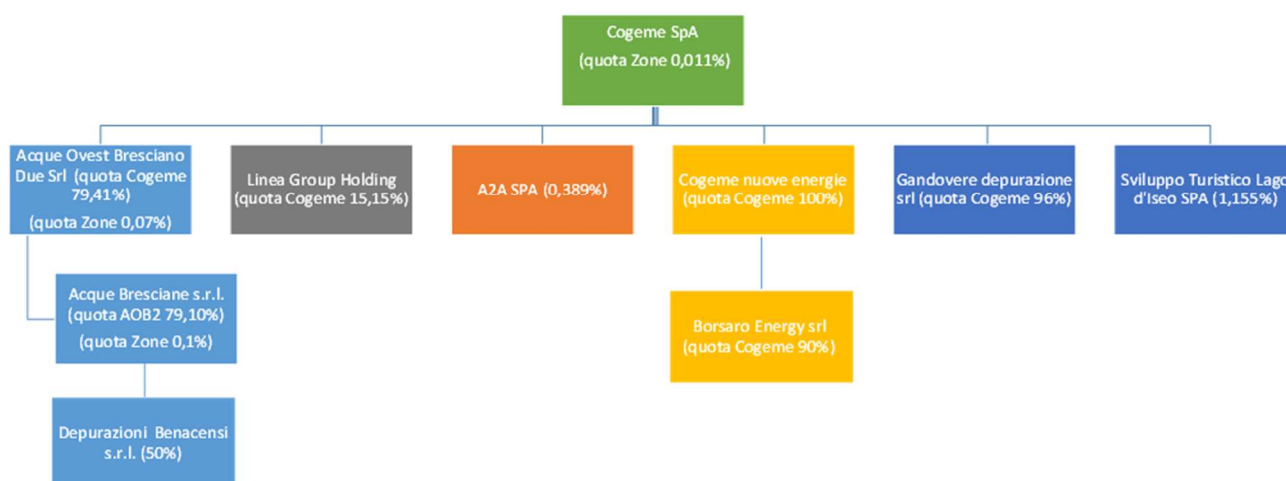 Cogeme SpA
(quota Zone 0,011%)
Acque Ovest Bresciano
Due Srl (quota Cogeme
79,41%)
(quota Zone 0,07%)
Linea Group Holding
(quota Cogeme 15,15%)
A2A SPA (0,389%)
Cogeme nuove energie
(quota Cogeme 100%)
Gandovere depurazione
srl (quota Cogeme 96%)
Sviluppo Turistico Lago
d'Iseo SPA (1,155%)
Acque Bresciane s.r.l.
(quota AOB2 79,10%)
(quota Zone 0,1%)
Borsaro Energy srl
(quota Cogeme 90%)
Depurazioni Benacensi
s.r.l. (50%)